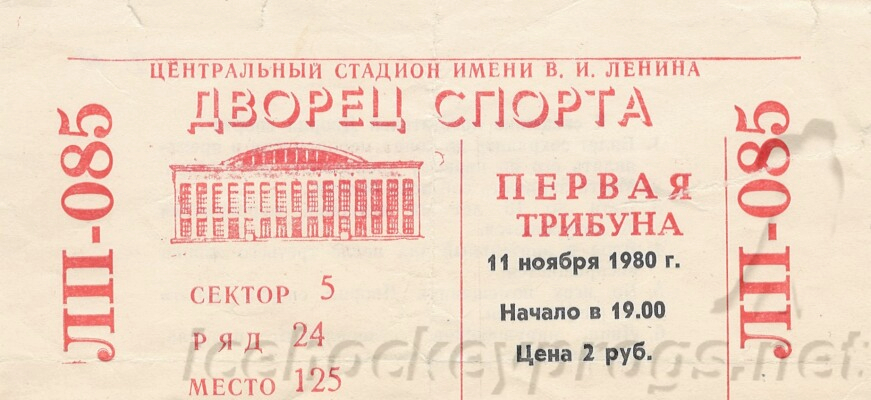 ЦЕНТРАЛЬНЫЙ СТАДИОН ИМЕНИ В. И. ЛЕНИНА
ДВОРЕЦ СПОРТА
ЛП-085
СЕКТОР 5
РЯД 24
МЕСТО 125
ПЕРВАЯ
ТРИБУНА
11 ноября 1980 г.
Начало в 19.00
Цена 2 руб.
ЛП-085
icehockeyprogs.net